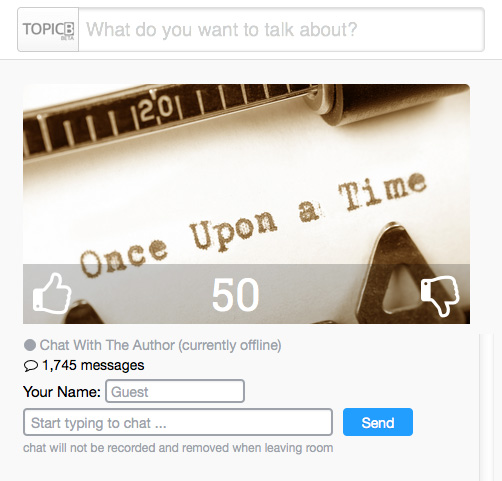 TOPICB
BETA
What do you want to talk about?
20
Once Upon a Time
50
Chat With The Author (currently offline)
1,745 messages
Your Name: Guest
Start typing to chat ... Send
chat will not be recorded and removed when leaving room